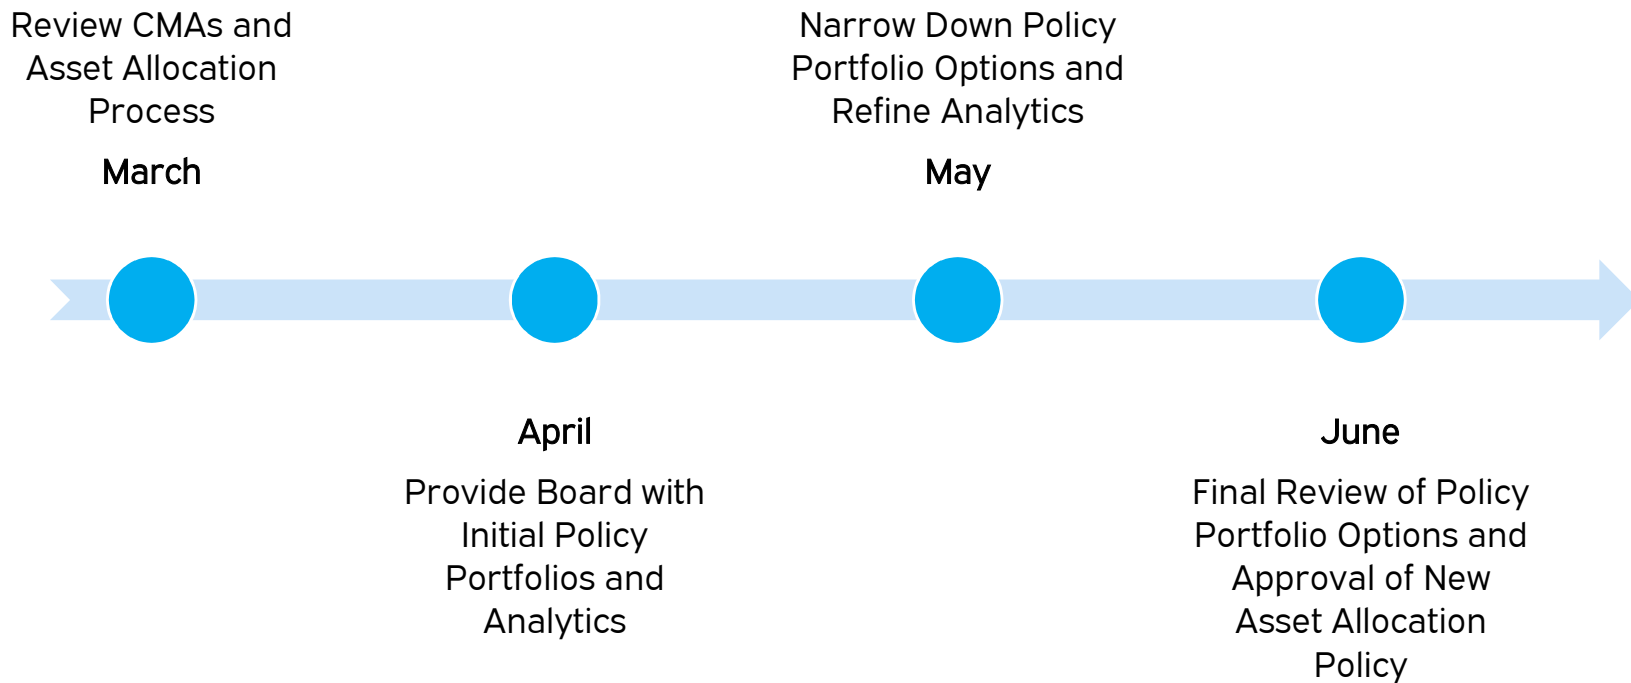 Review CMAs and
Asset Allocation
Process
March
April
Provide Board with
Initial Policy
Portfolios and
Analytics
Narrow Down Policy
Portfolio Options and
Refine Analytics
May
June
Final Review of Policy
Portfolio Options and
Approval of New
Asset Allocation
Policy